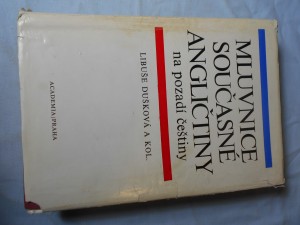 MLUVNICE
SOUČASNÉ
ANGLIČTINY
na pozadí češtiny
LIBUŠE DUŠKOVÁ A KOL.
ACADEMIA/PRAHA